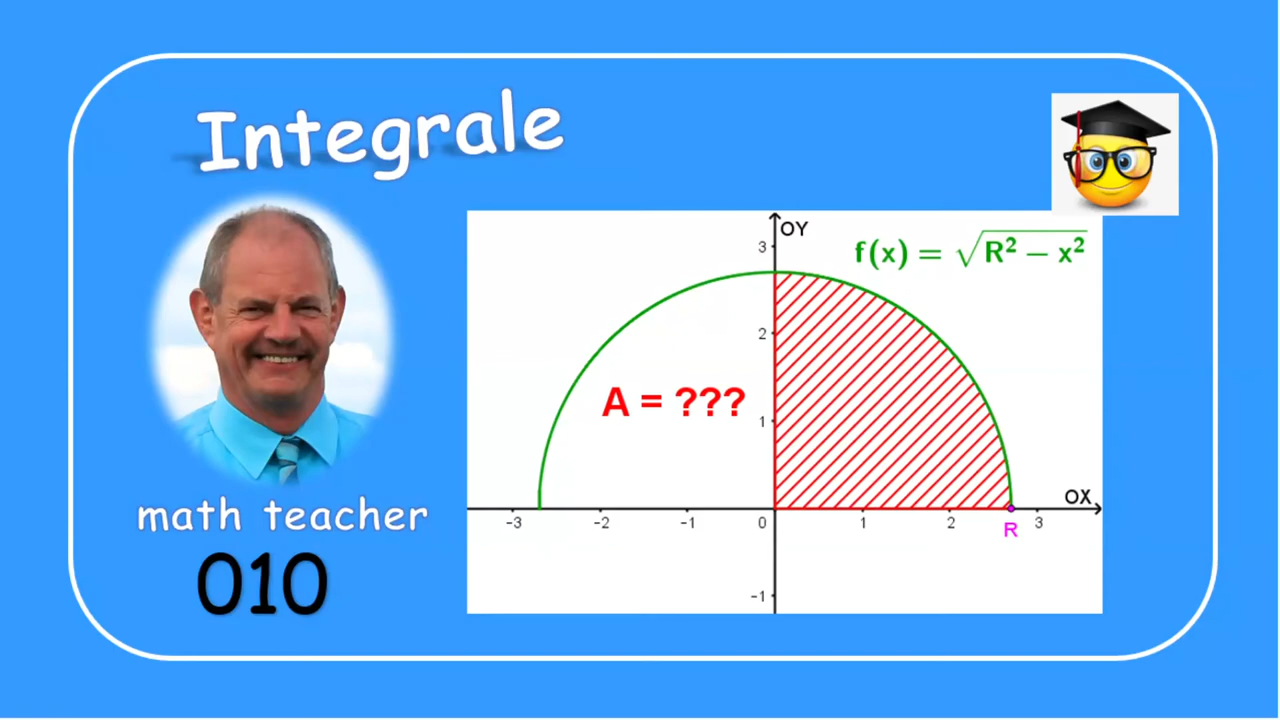 Integrale
OY
f(x) = √(R² − x²)
3
2
A = ???
1
OX
-3 -2 -1 0 1 2 3
R
-1
math teacher
010